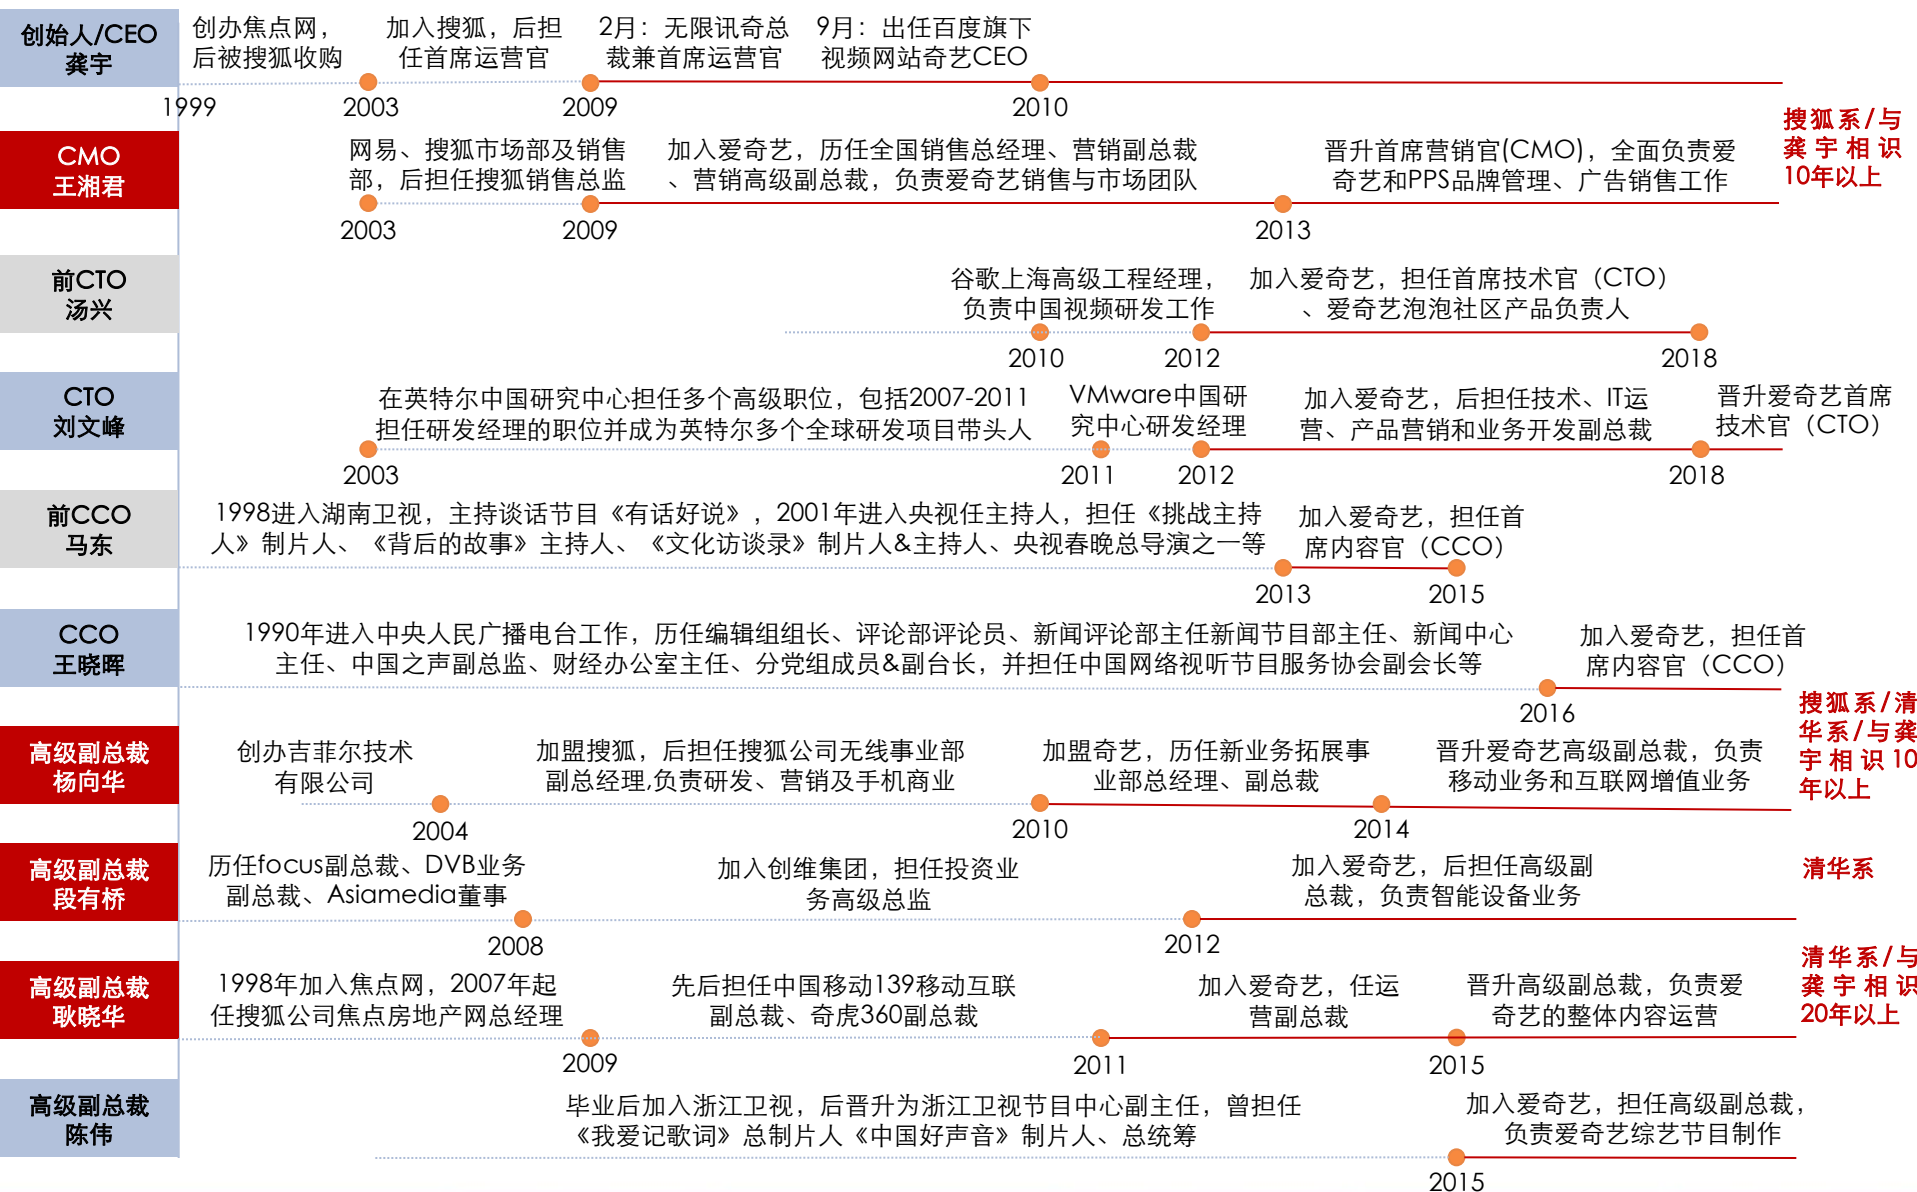 创始人/CEO
龚宇
创办焦点网，
后被搜狐收购
加入搜狐，后担
任首席运营官
2月：无限讯奇总
裁兼首席运营官
9月：出任百度旗下
视频网站奇艺CEO
1999
2003
2009
2010
搜狐系/与
龚宇相识
10年以上
CMO
王湘君
网易、搜狐市场部及销售
部，后担任搜狐销售总监
加入爱奇艺，历任全国销售总经理、营销副总裁
、营销高级副总裁，负责爱奇艺销售与市场团队
晋升首席营销官(CMO)，全面负责爱
奇艺和PPS品牌管理、广告销售工作
2003
2009
2013
前CTO
汤兴
谷歌上海高级工程经理，
负责中国视频研发工作
加入爱奇艺，担任首席技术官（CTO）
、爱奇艺泡泡社区产品负责人
2010
2012
2018
CTO
刘文峰
在英特尔中国研究中心担任多个高级职位，包括2007-2011
担任研发经理的职位并成为英特尔多个全球研发项目带头人
VMware中国研
究中心研发经理
加入爱奇艺，后担任技术、IT运
营、产品营销和业务开发副总裁
晋升爱奇艺首席
技术官（CTO）
2003
2011
2012
2018
前CCO
马东
1998进入湖南卫视，主持谈话节目《有话好说》，2001年进入央视任主持人，担任《挑战主持
人》制片人、《背后的故事》主持人、《文化访谈录》制片人&主持人、央视春晚总导演之一等
加入爱奇艺，担任首
席内容官（CCO）
2013
2015
CCO
王晓晖
1990年进入中央人民广播电台工作，历任编辑组组长、评论部评论员、新闻评论部主任新闻节目部主任、新闻中心
主任、中国之声副总监、财经办公室主任、分党组成员&副台长，并担任中国网络视听节目服务协会副会长等
加入爱奇艺，担任首
席内容官（CCO）
2016
搜狐系/清
华系/与龚
宇相识10
年以上
高级副总裁
杨向华
创办吉菲尔技术
有限公司
加盟搜狐，后担任搜狐公司无线事业部
副总经理,负责研发、营销及手机商业
加盟奇艺，历任新业务拓展事
业部总经理、副总裁
晋升爱奇艺高级副总裁，负责
移动业务和互联网增值业务
2004
2010
2014
高级副总裁
段有桥
历任focus副总裁、DVB业务
副总裁、Asiamedia董事
加入创维集团，担任投资业
务高级总监
加入爱奇艺，后担任高级副
总裁，负责智能设备业务
清华系
2008
2012
高级副总裁
耿晓华
1998年加入焦点网，2007年起
任搜狐公司焦点房地产网总经理
先后担任中国移动139移动互联
副总裁、奇虎360副总裁
加入爱奇艺，任运
营副总裁
晋升高级副总裁，负责爱
奇艺的整体内容运营
清华系/与
龚宇相识
20年以上
2009
2011
2015
高级副总裁
陈伟
毕业后加入浙江卫视，后晋升为浙江卫视节目中心副主任，曾担任
《我爱记歌词》总制片人《中国好声音》制片人、总统筹
加入爱奇艺，担任高级副总裁，
负责爱奇艺综艺节目制作
2015